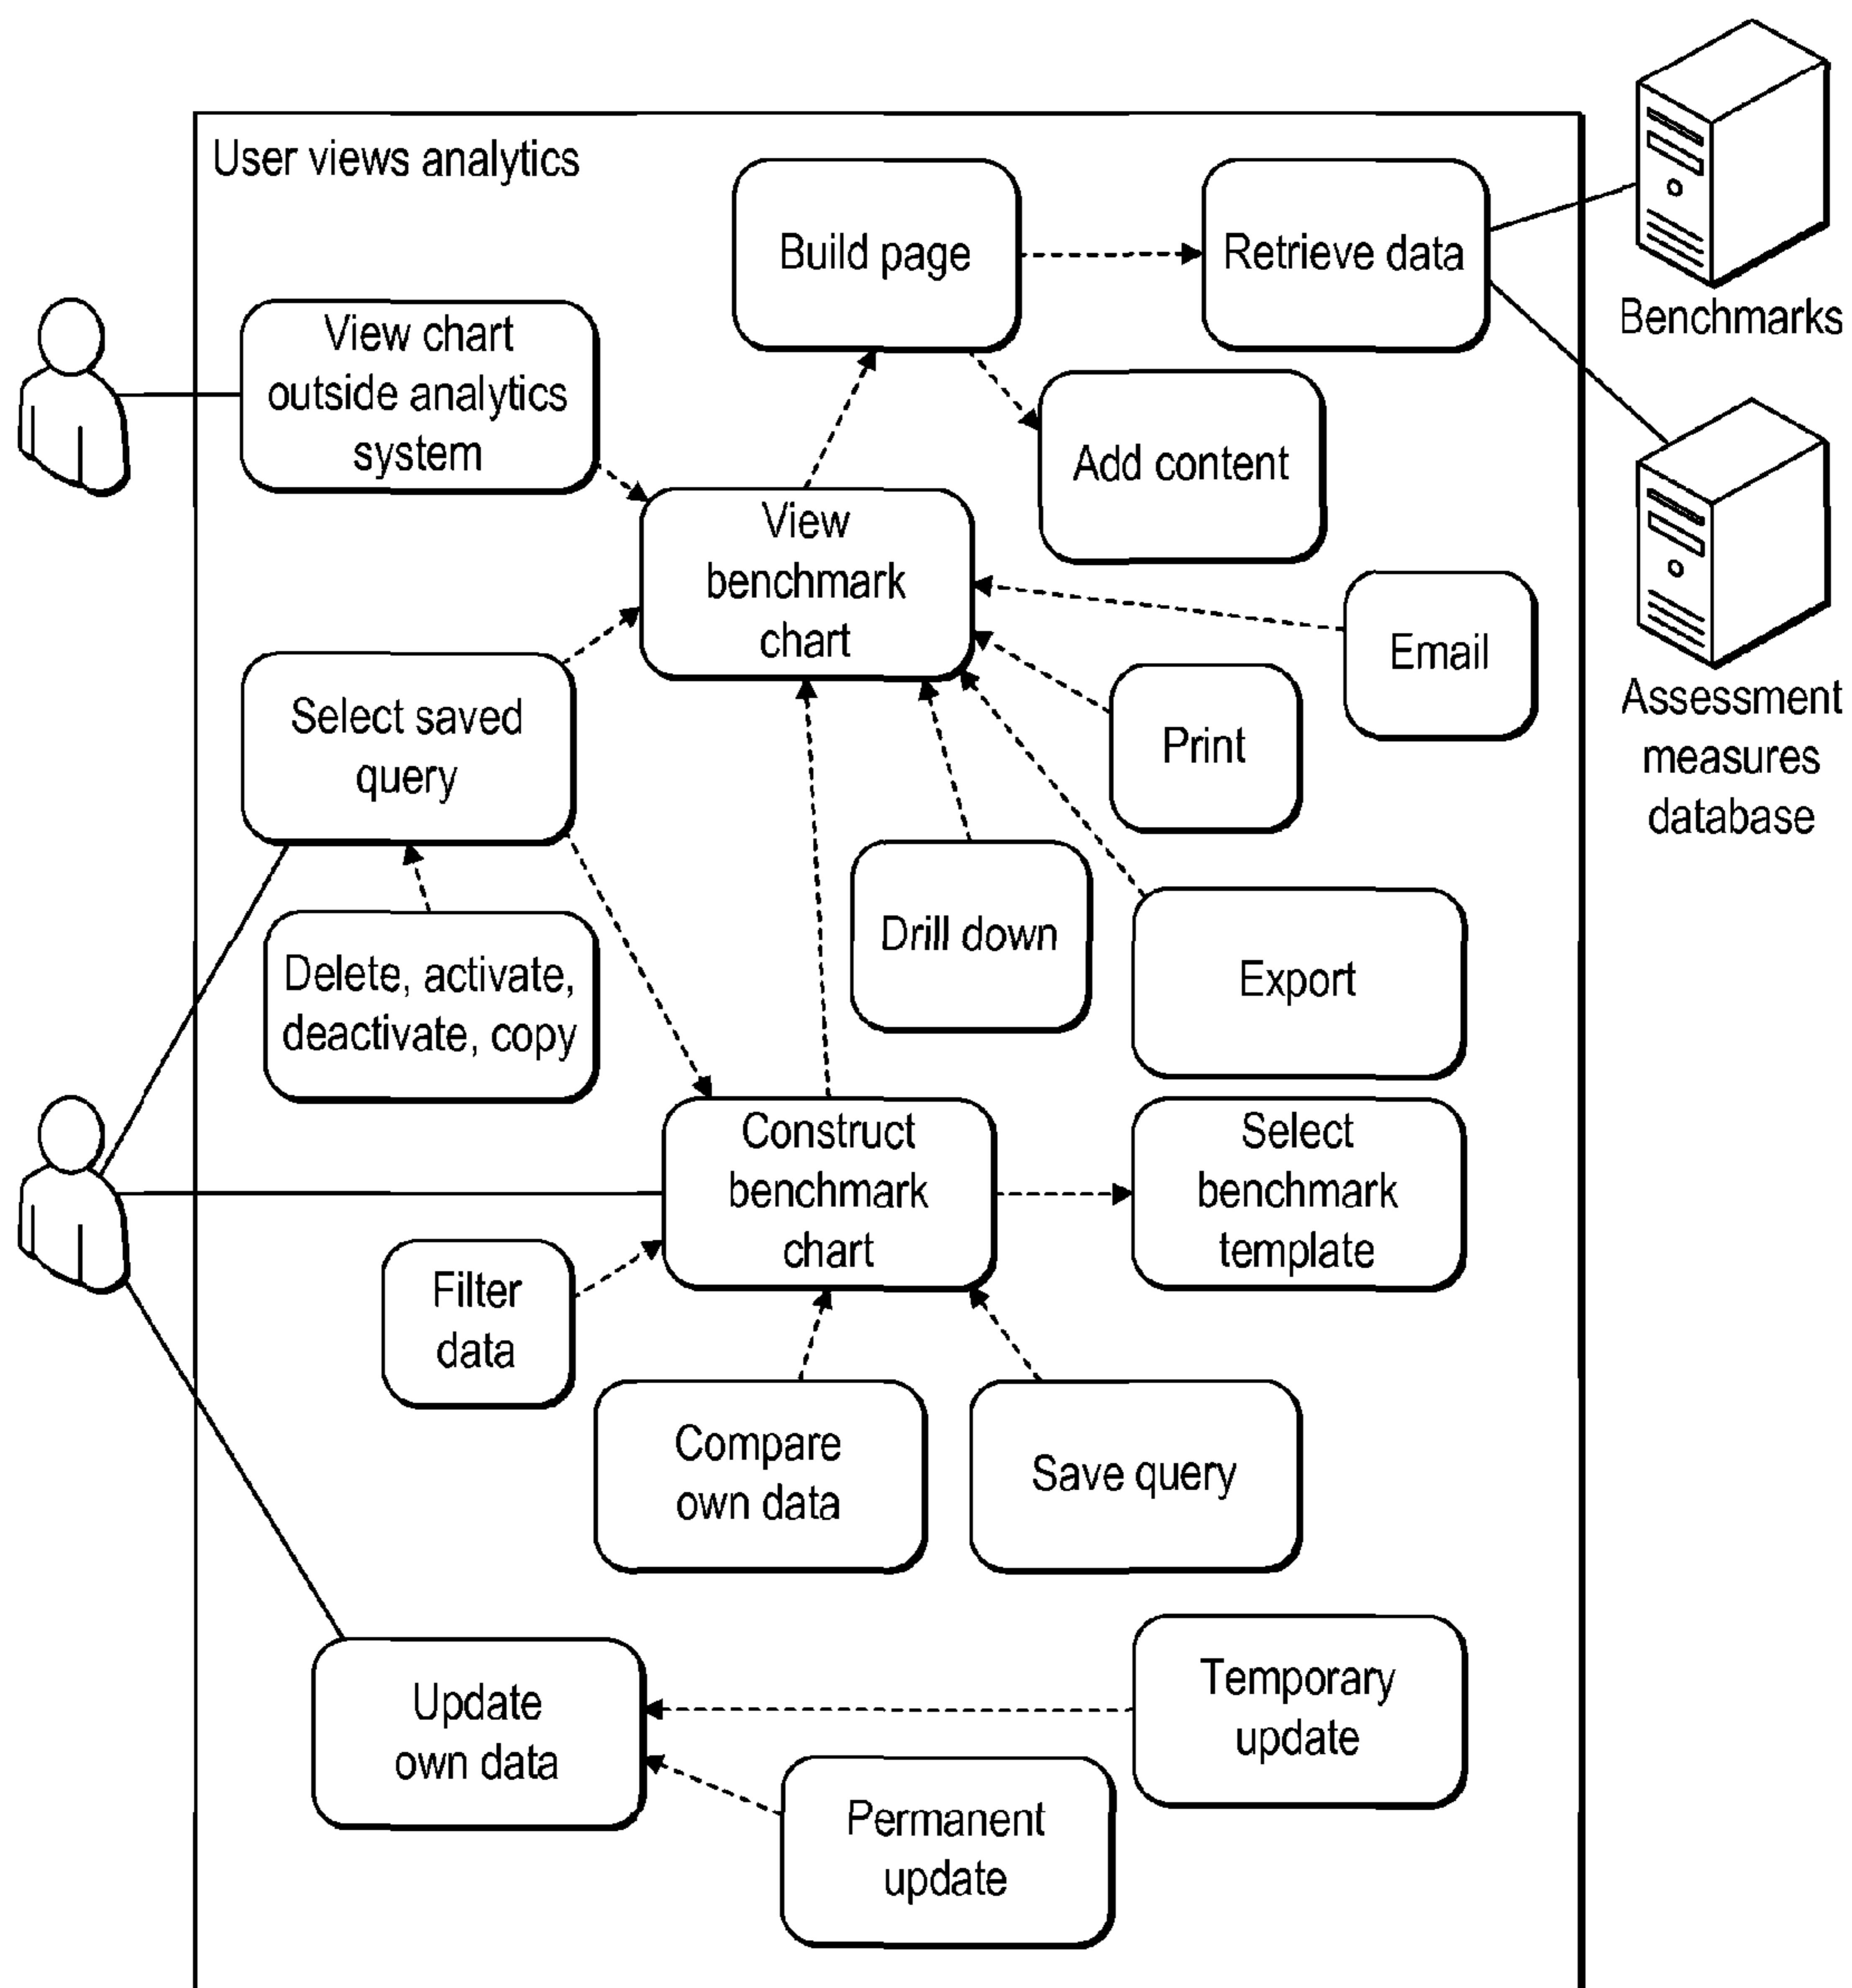 User views analytics
Build page
Retrieve data
Benchmarks
View chart
outside analytics
system
Add content
View
benchmark
chart
Email
Assessment
measures
database
Select saved
query
Print
Drill down
Export
Delete, activate,
deactivate, copy
Construct
benchmark
chart
Select
benchmark
template
Filter
data
Compare
own data
Save query
Update
own data
Temporary
update
Permanent
update